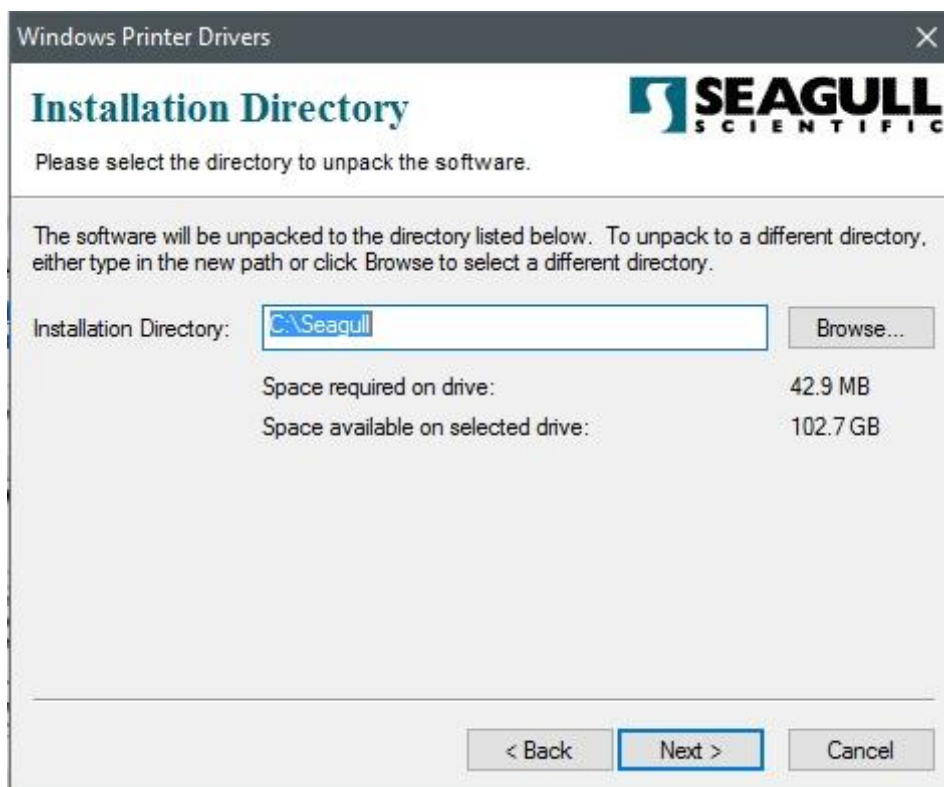 Windows Printer Drivers
Installation Directory
SEAGULL
SCIENTIFIC
Please select the directory to unpack the software.
The software will be unpacked to the directory listed below. To unpack to a different directory,
either type in the new path or click Browse to select a different directory.
Installation Directory: C:\Seagull Browse...
Space required on drive: 42.9 MB
Space available on selected drive: 102.7 GB
< Back Next > Cancel